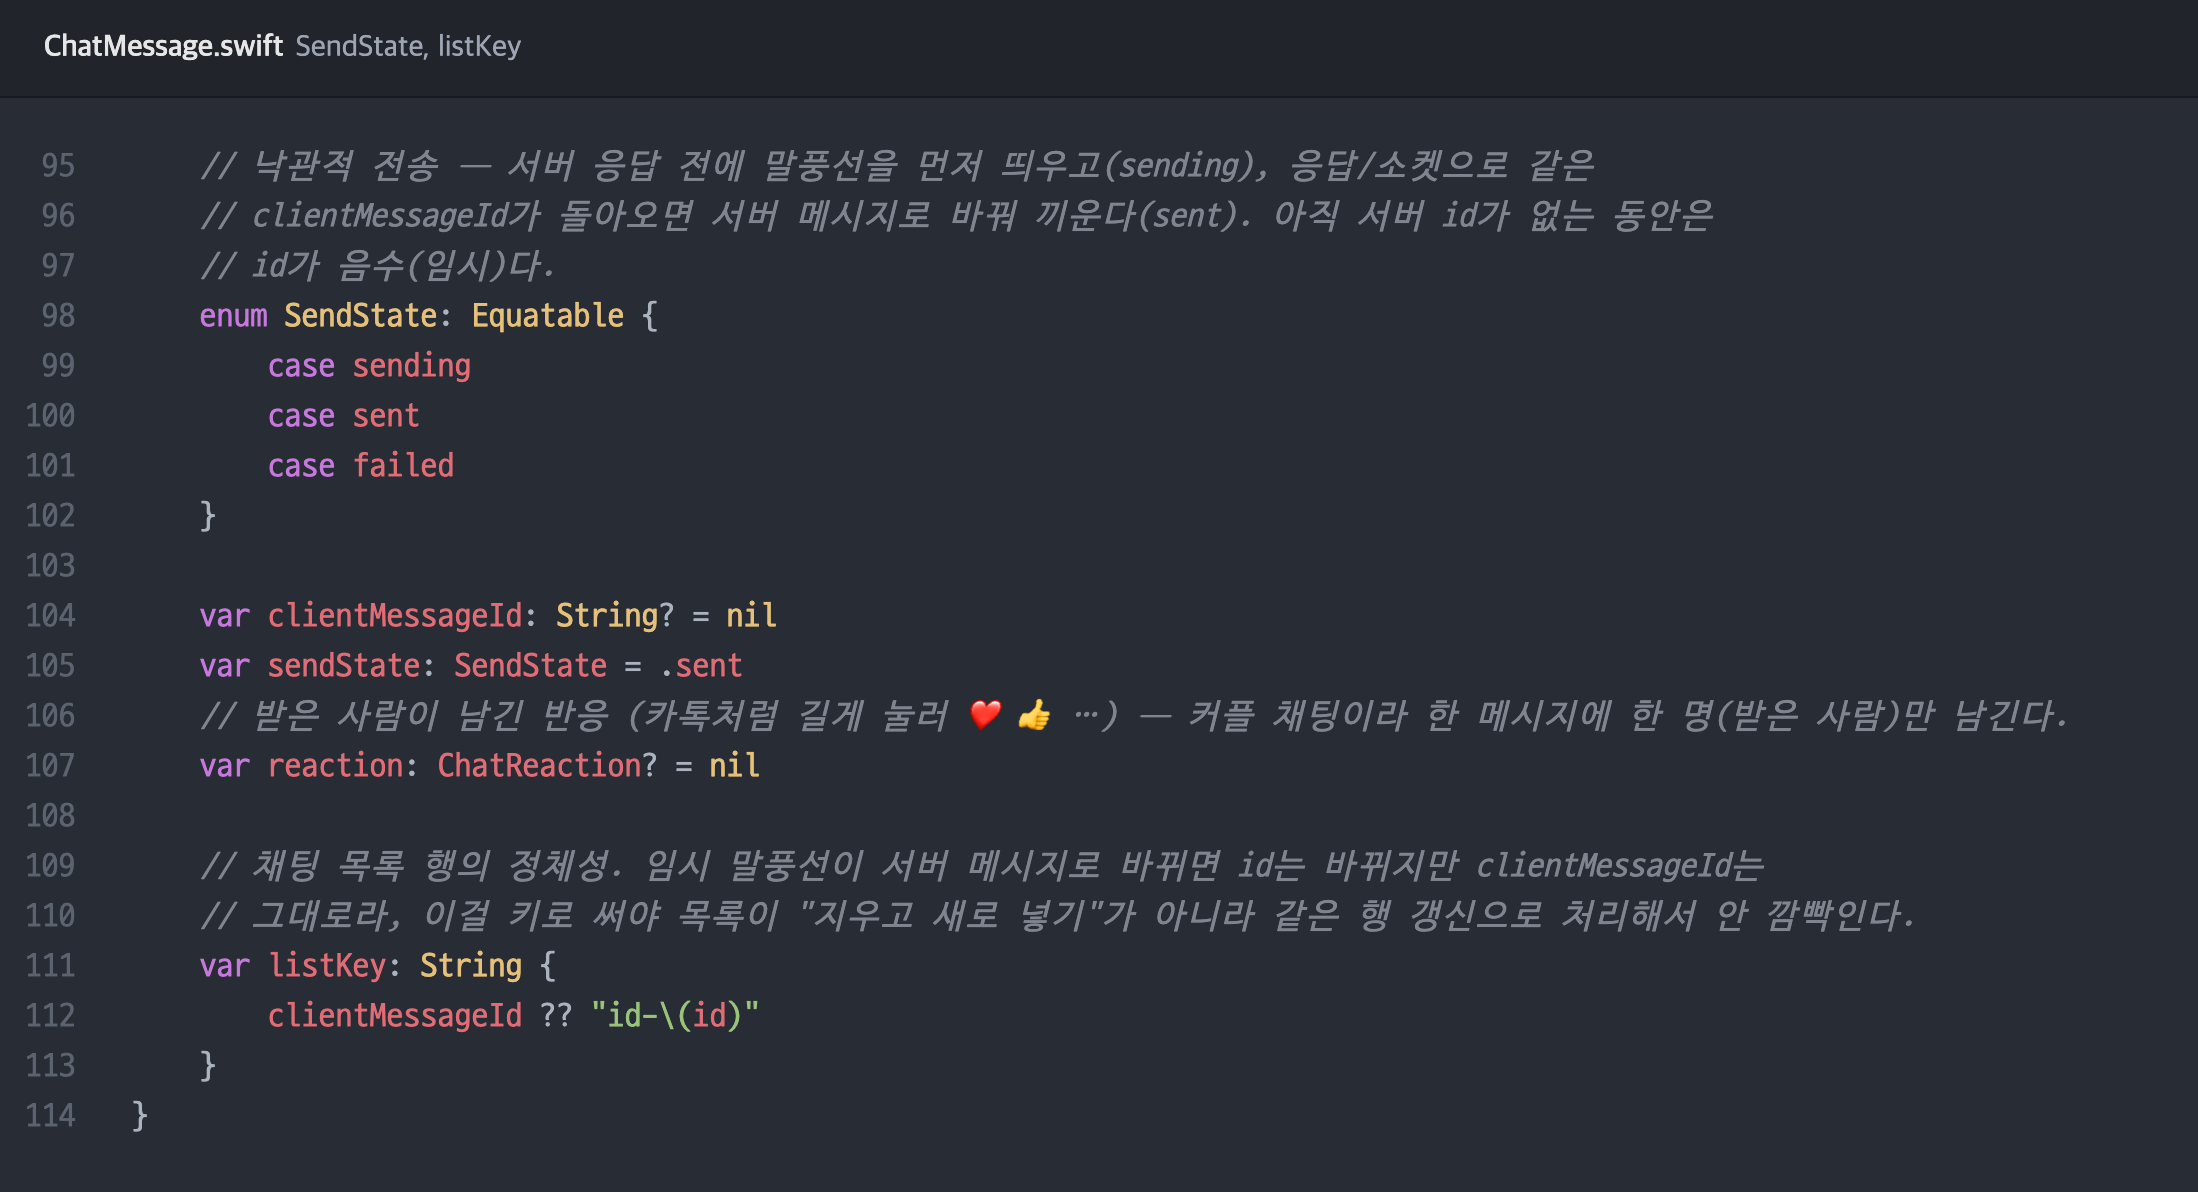 ChatMessage.swift SendState, listKey
95 // 낙관적 전송 — 서버 응답 전에 말풍선을 먼저 띄우고(sending), 응답/소켓으로 같은
96 // clientMessageId가 돌아오면 서버 메시지로 바꿔 끼운다(sent). 아직 서버 id가 없는 동안은
97 // id가 음수(임시)다.
98 enum SendState: Equatable {
99 case sending
100 case sent
101 case failed
102 }
103
104 var clientMessageId: String? = nil
105 var sendState: SendState = .sent
106 // 받은 사람이 남긴 반응 (카톡처럼 길게 눌러 ❤️ 👍 …) — 커플 채팅이라 한 메시지에 한 명(받은 사람)만 남긴다.
107 var reaction: ChatReaction? = nil
108
109 // 채팅 목록 행의 정체성. 임시 말풍선이 서버 메시지로 바뀌면 id는 바뀌지만 clientMessageId는
110 // 그대로라, 이걸 키로 써야 목록이 "지우고 새로 넣기"가 아니라 같은 행 갱신으로 처리해서 안 깜빡인다.
111 var listKey: String {
112 clientMessageId ?? "id-\(id)"
113 }
114 }